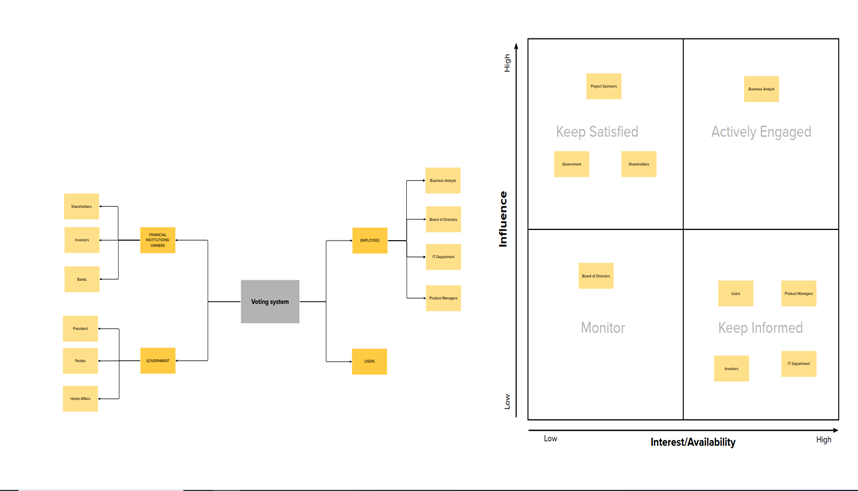 Shareholders
Investors
Banks
FINANCIAL
INSTITUTIONS/
OWNERS
President
Parties
Home Affairs
GOVERNMENT
Voting system
EMPLOYEES
Business Analyst
Board of Directors
IT Department
Product Managers
USERS
High
Influence
Low
Project Sponsors
Keep Satisfied
Government
Shareholders
Business Analyst
Actively Engaged
Board of Directors
Monitor
Users
Product Managers
Keep Informed
Investors
IT Department
Low
Interest/Availability
High